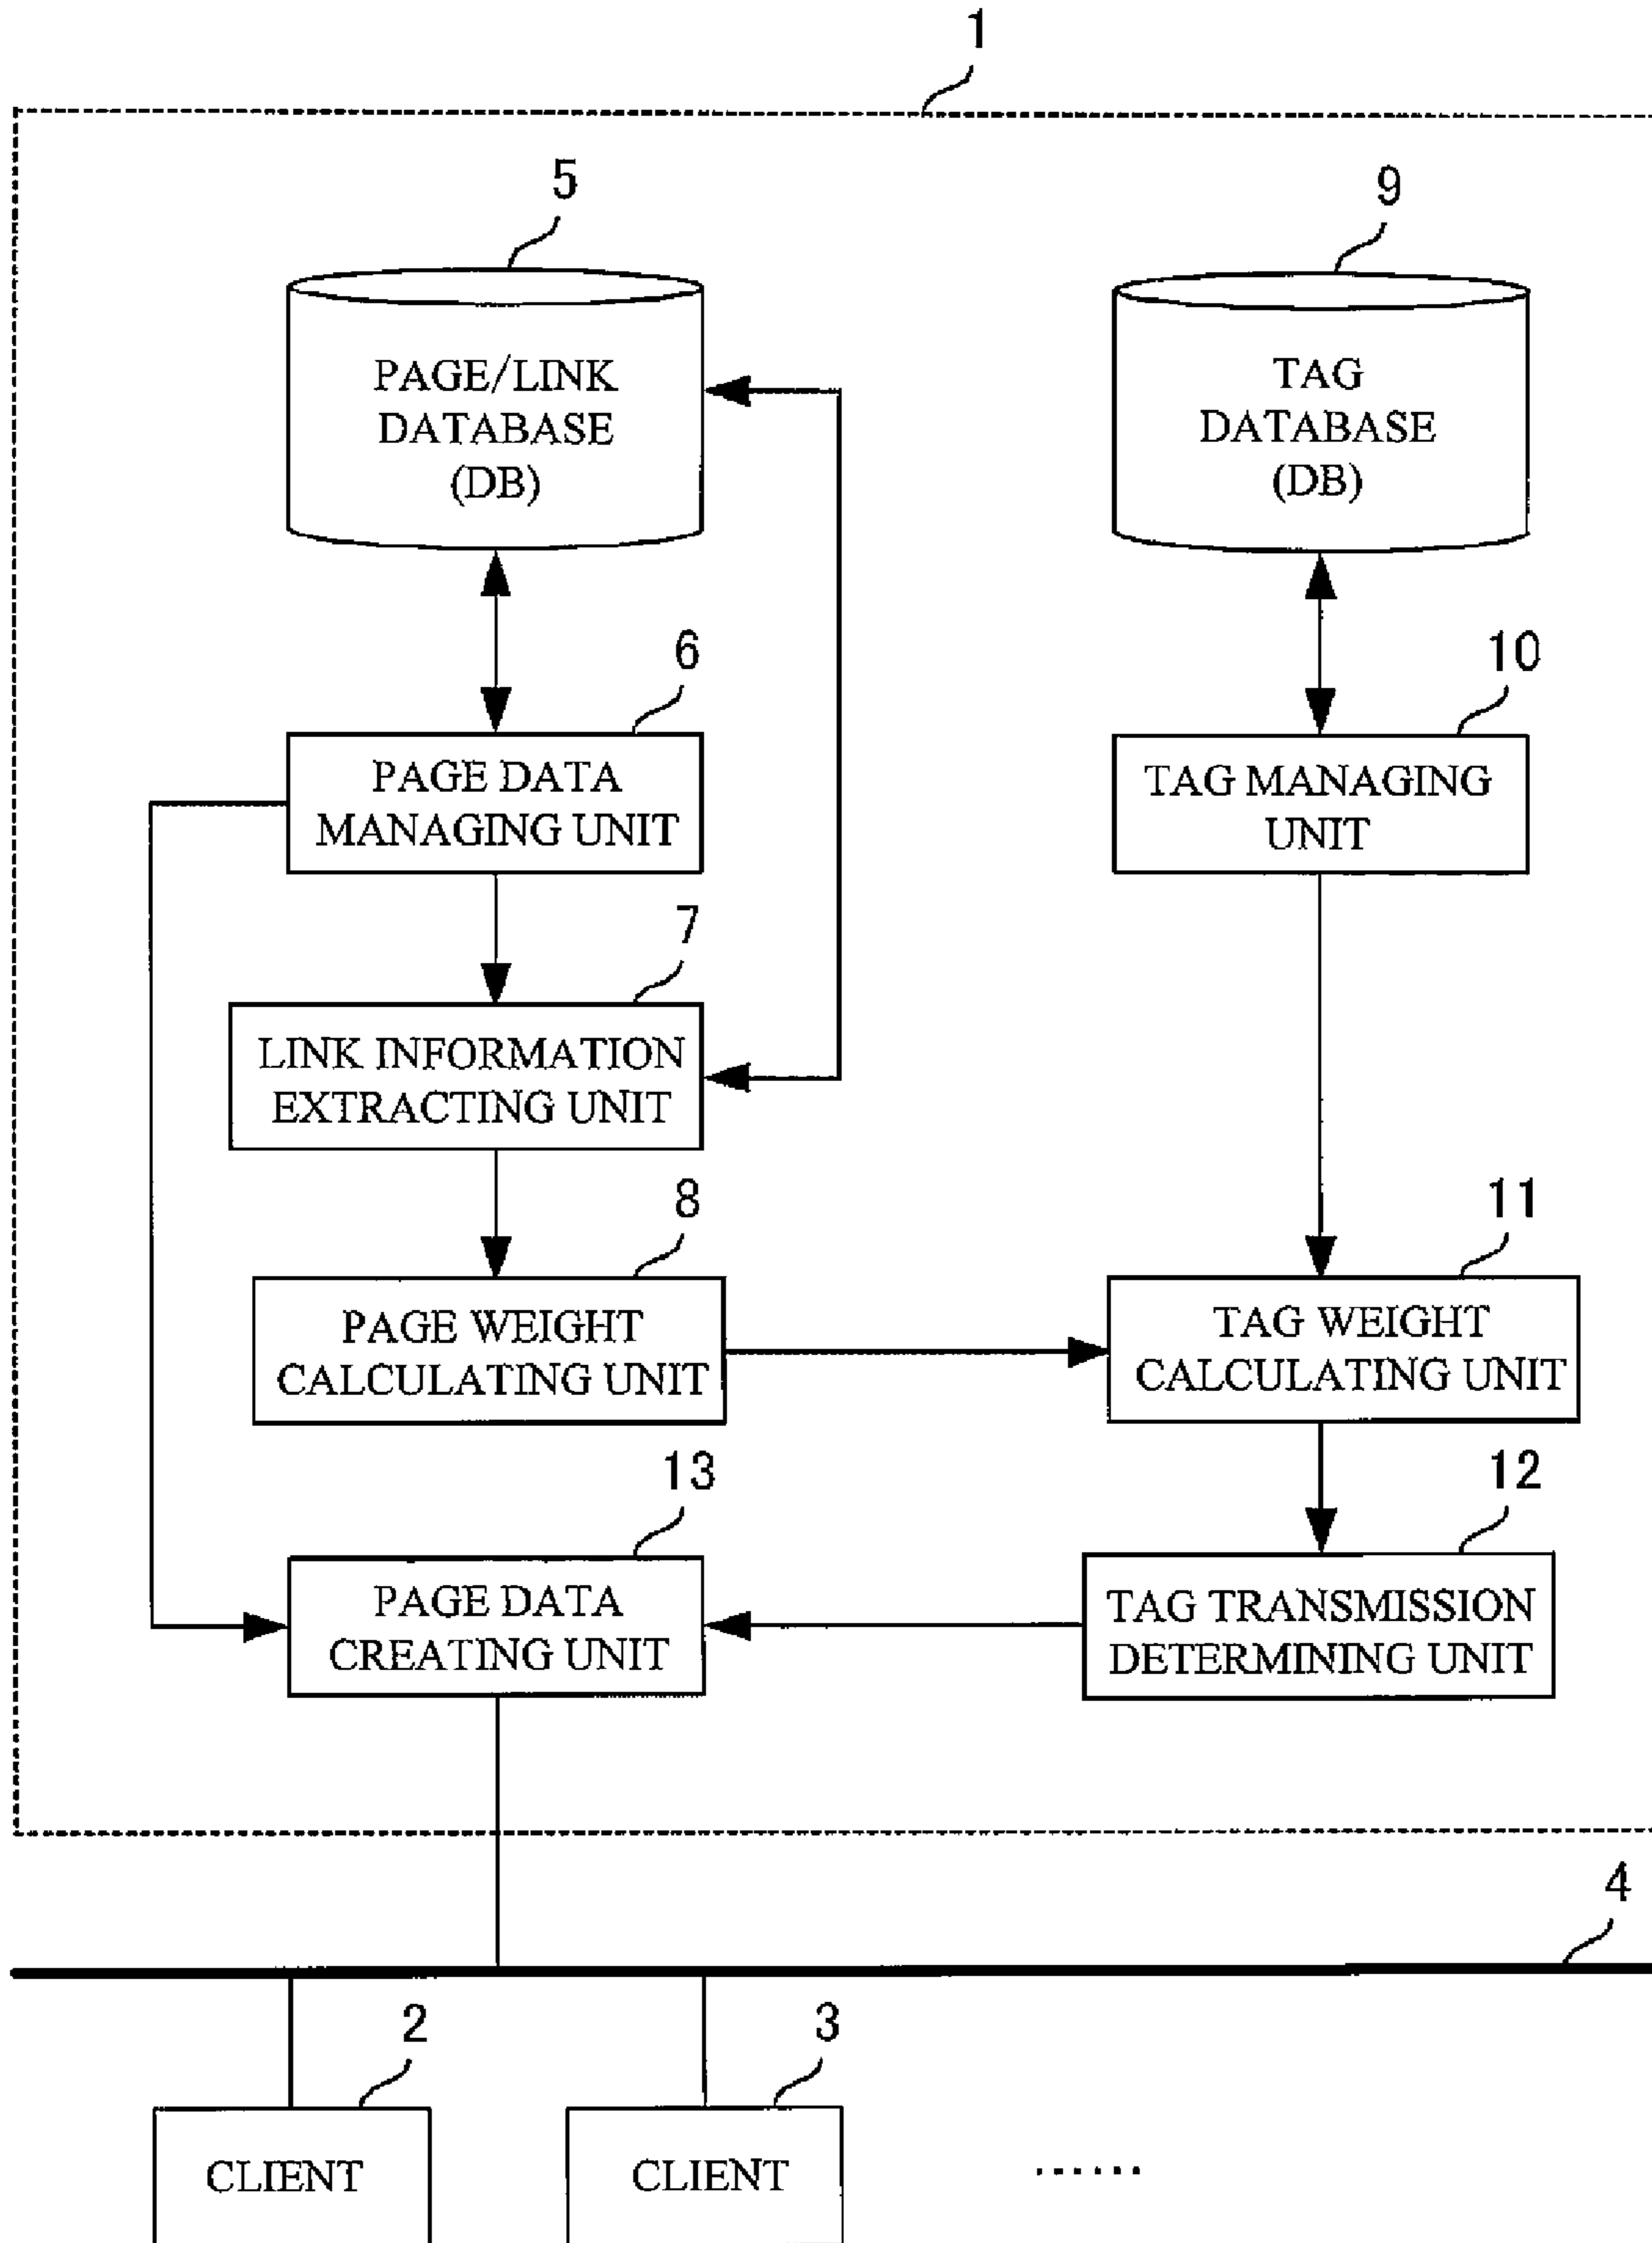 1
5
9
PAGE/LINK
DATABASE
(DB)
TAG
DATABASE
(DB)
6
10
PAGE DATA
MANAGING UNIT
TAG MANAGING
UNIT
7
LINK INFORMATION
EXTRACTING UNIT
8
11
PAGE WEIGHT
CALCULATING UNIT
TAG WEIGHT
CALCULATING UNIT
13
12
PAGE DATA
CREATING UNIT
TAG TRANSMISSION
DETERMINING UNIT
4
2
3
CLIENT
CLIENT
......